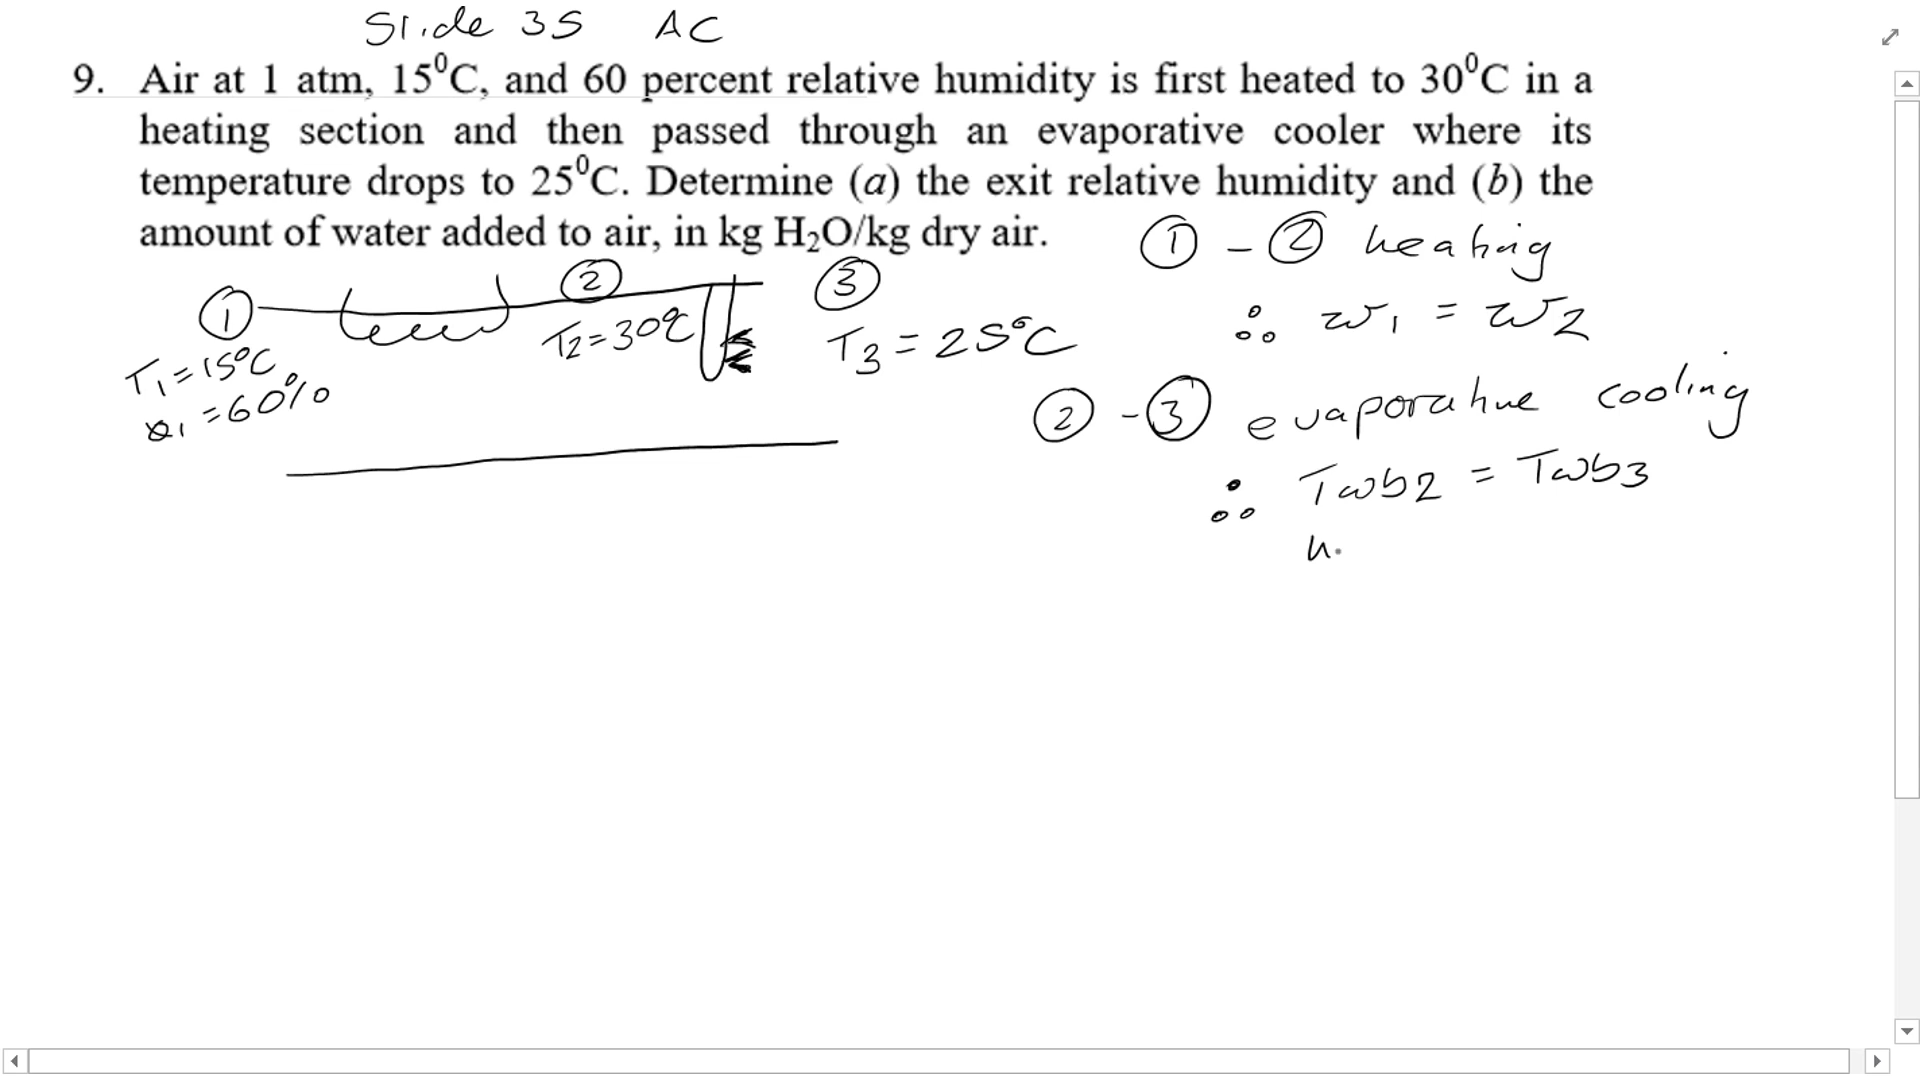 Slide 35 AC
9. Air at 1 atm, 15⁰C, and 60 percent relative humidity is first heated to 30⁰C in a
heating section and then passed through an evaporative cooler where its
temperature drops to 25⁰C. Determine (a) the exit relative humidity and (b) the
amount of water added to air, in kg H₂O/kg dry air.
① - ② heating
∴ w₁ = w₂
① ② ③
T₁=15°C
ø₁ =60%
T₂=30°C
T₃ = 25°C
② - ③ evaporative cooling
∴ Twb2 = Twb3
h.